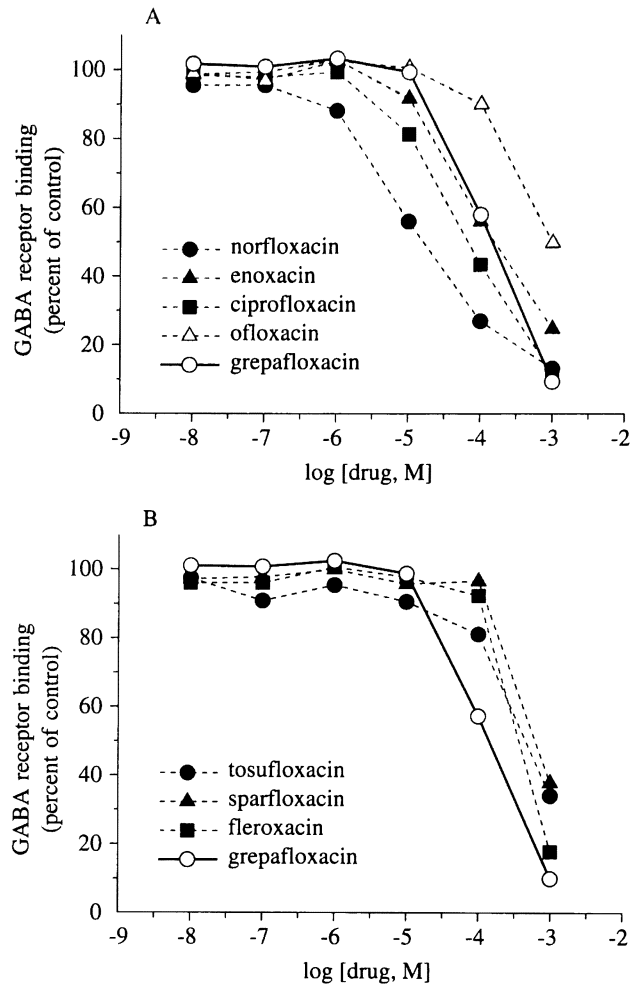 A
GABA receptor binding
(percent of control)
100
80
60
40
20
0
norfloxacin
enoxacin
ciprofloxacin
ofloxacin
grepafloxacin
-9 -8 -7 -6 -5 -4 -3 -2
log [drug, M]
B
GABA receptor binding
(percent of control)
100
80
60
40
20
0
tosufloxacin
sparfloxacin
fleroxacin
grepafloxacin
-9 -8 -7 -6 -5 -4 -3 -2
log [drug, M]